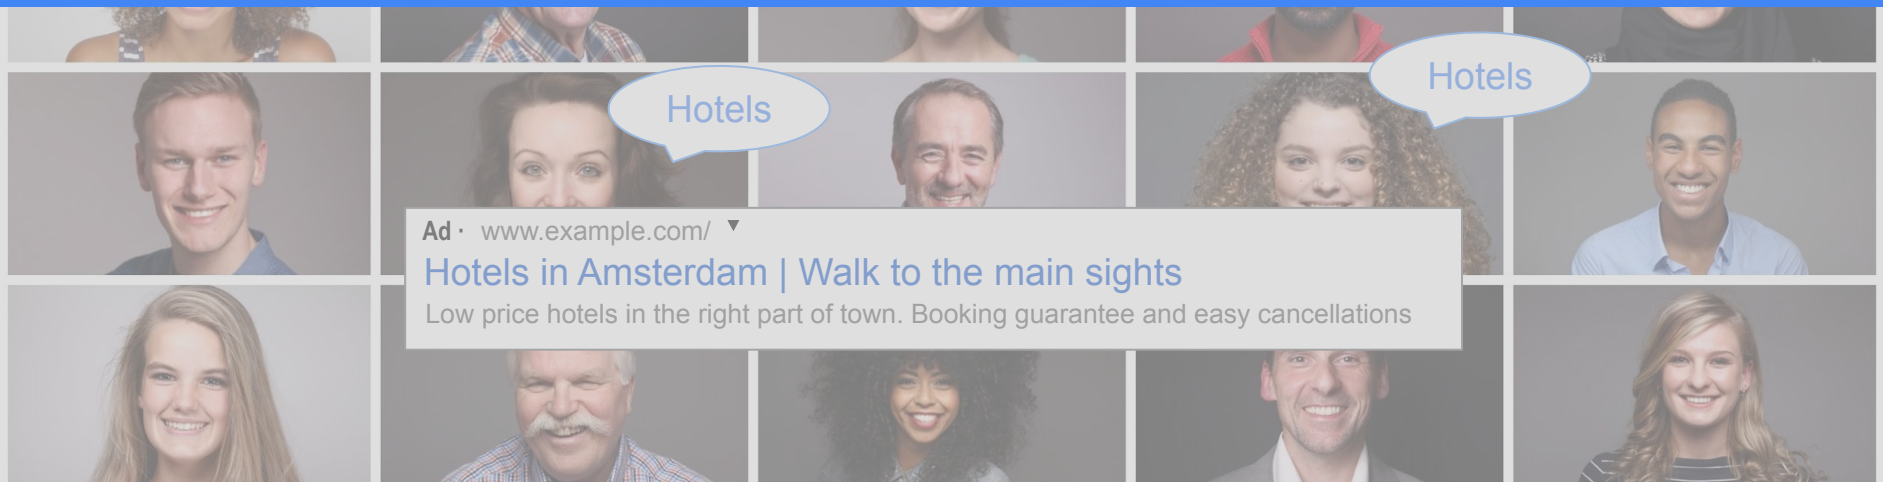 Hotels
Hotels
Ad · www.example.com/ ▼
Hotels in Amsterdam | Walk to the main sights
Low price hotels in the right part of town. Booking guarantee and easy cancellations